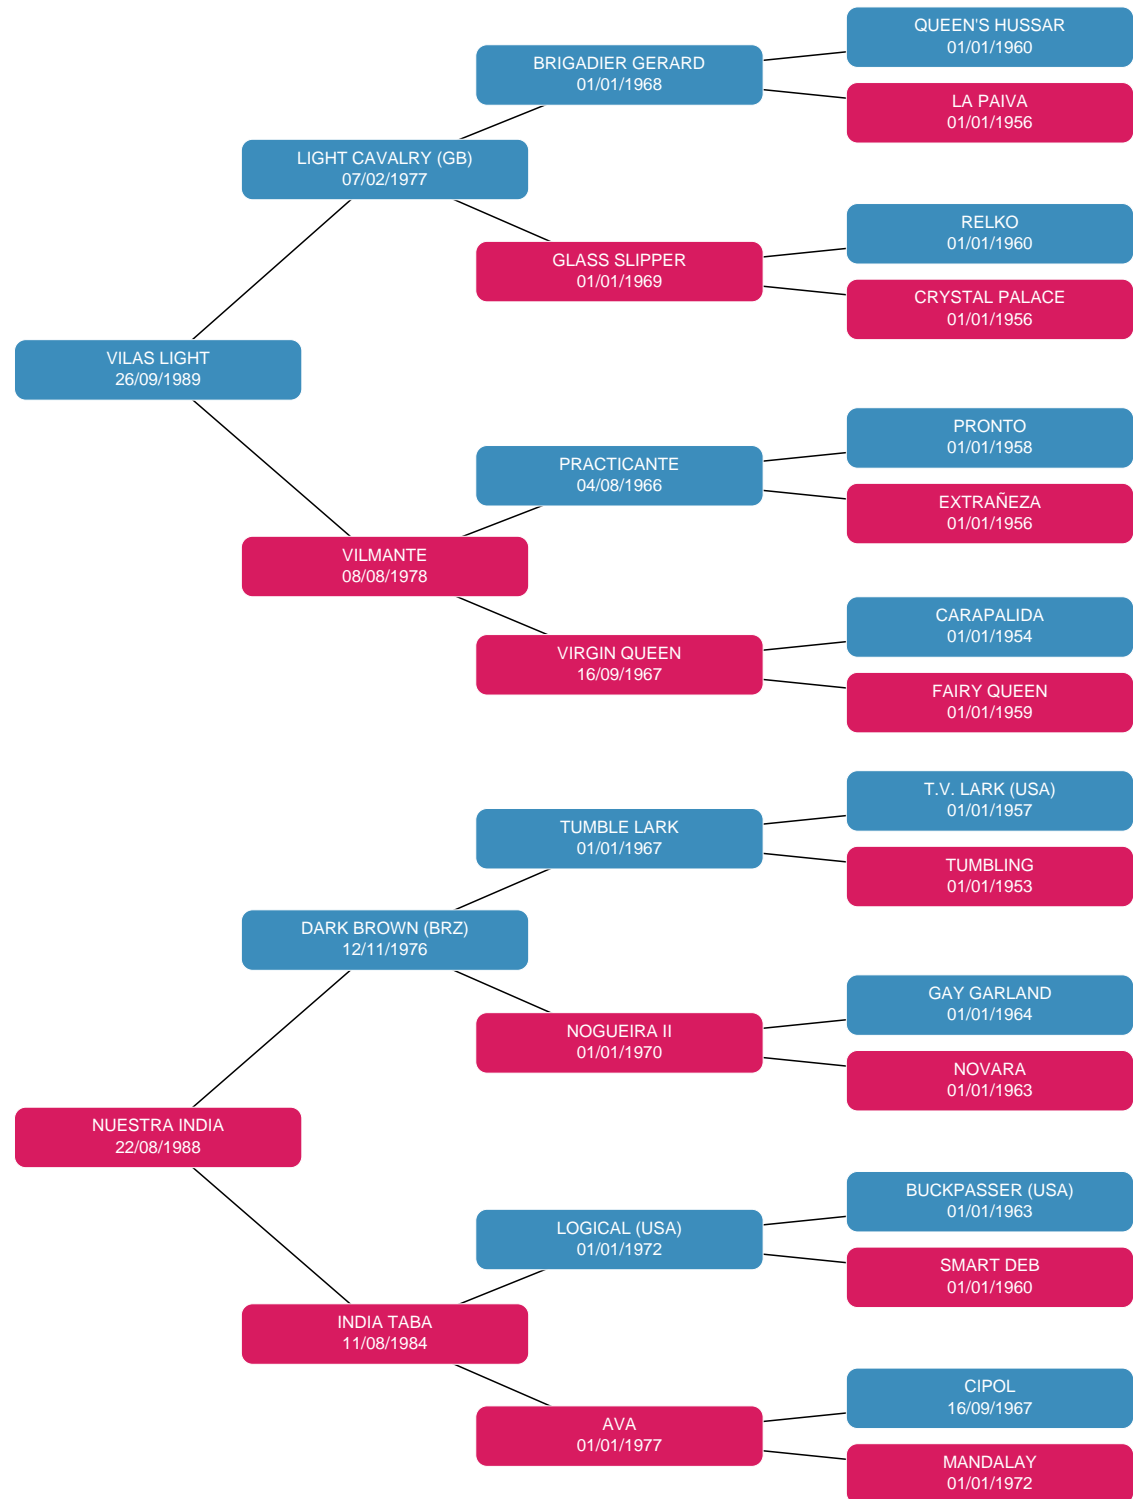 QUEEN'S HUSSAR
01/01/1960
BRIGADIER GERARD
01/01/1968
LA PAIVA
01/01/1956
LIGHT CAVALRY (GB)
07/02/1977
RELKO
01/01/1960
GLASS SLIPPER
01/01/1969
CRYSTAL PALACE
01/01/1956
VILAS LIGHT
26/09/1989
PRONTO
01/01/1958
PRACTICANTE
04/08/1966
EXTRAÑEZA
01/01/1956
VILMANTE
08/08/1978
CARAPALIDA
01/01/1954
VIRGIN QUEEN
16/09/1967
FAIRY QUEEN
01/01/1959
T.V. LARK (USA)
01/01/1957
TUMBLE LARK
01/01/1967
TUMBLING
01/01/1953
DARK BROWN (BRZ)
12/11/1976
GAY GARLAND
01/01/1964
NOGUEIRA II
01/01/1970
NOVARA
01/01/1963
NUESTRA INDIA
22/08/1988
BUCKPASSER (USA)
01/01/1963
LOGICAL (USA)
01/01/1972
SMART DEB
01/01/1960
INDIA TABA
11/08/1984
CIPOL
16/09/1967
AVA
01/01/1977
MANDALAY
01/01/1972